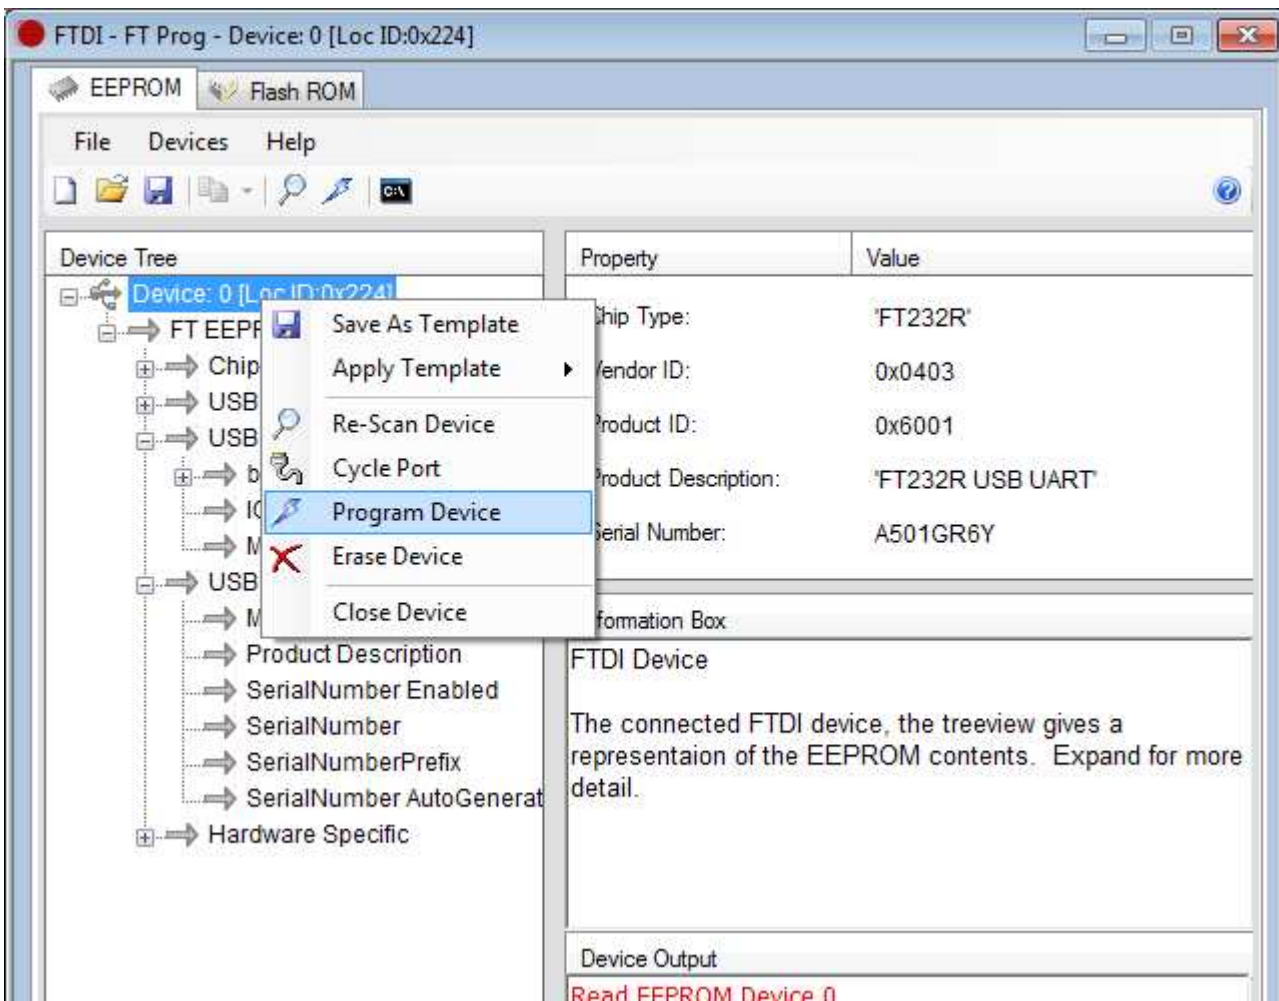 FTDI - FT Prog - Device: 0 [Loc ID:0x224]
EEPROM Flash ROM
File Devices Help
C:\
Device Tree
Device: 0 [Loc ID:0x224]
FT EEPR
Chip
USB
USB
b
IC
M
USB
M
Product Description
SerialNumber Enabled
SerialNumber
SerialNumberPrefix
SerialNumber AutoGenerat
Hardware Specific
Save As Template
Apply Template
Re-Scan Device
Cycle Port
Program Device
Erase Device
Close Device
Property Value
Chip Type: 'FT232R'
Vendor ID: 0x0403
Product ID: 0x6001
Product Description: 'FT232R USB UART'
Serial Number: A501GR6Y
formation Box
FTDI Device
The connected FTDI device, the treeview gives a
representaion of the EEPROM contents.  Expand for more
detail.
Device Output
Read EEPROM Device 0